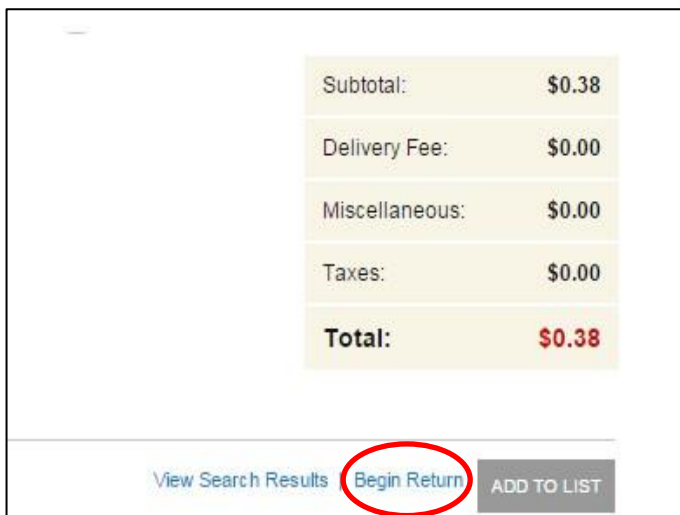 Subtotal: $0.38
Delivery Fee: $0.00
Miscellaneous: $0.00
Taxes: $0.00
Total: $0.38
View Search Results | Begin Return ADD TO LIST